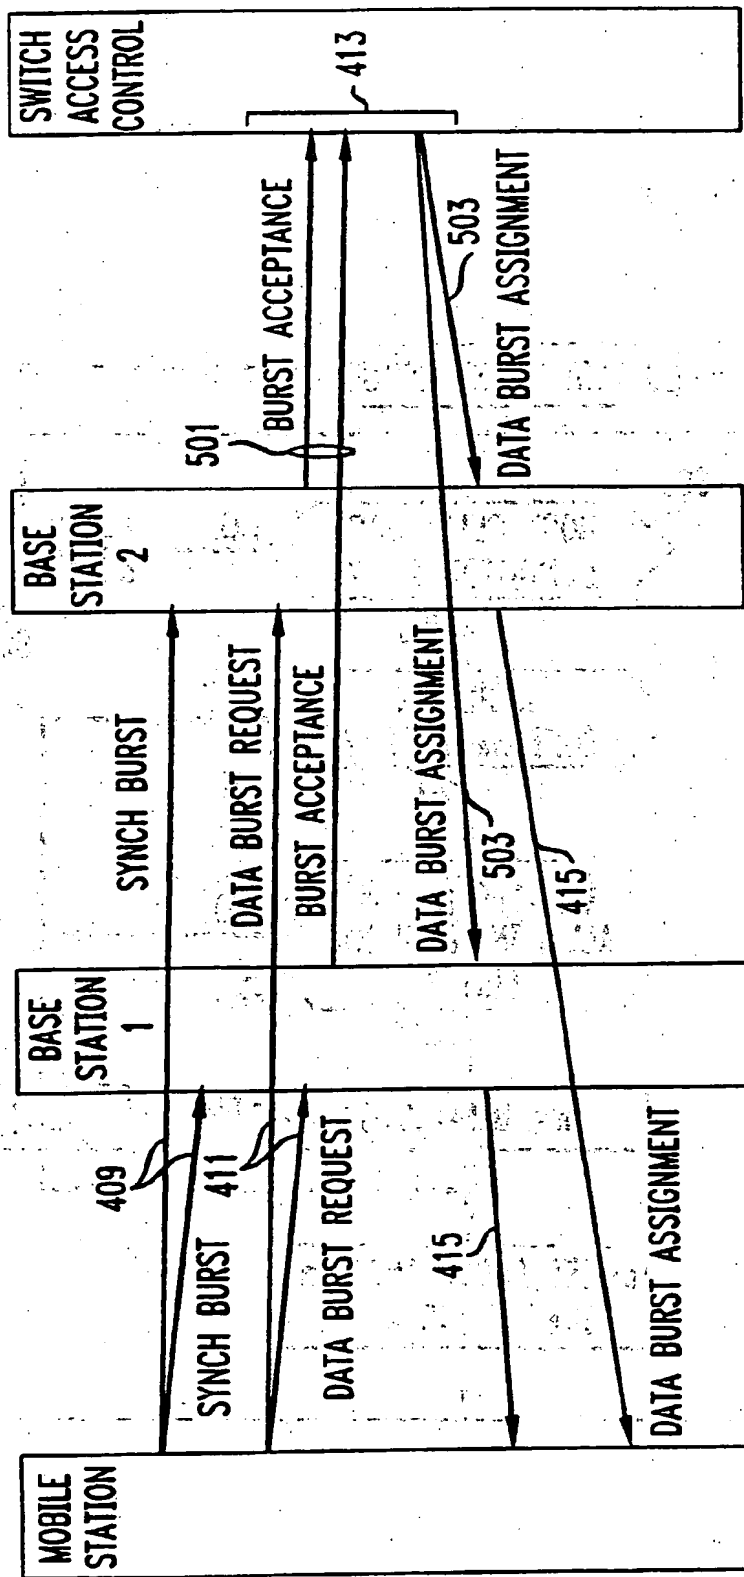 MOBILE
STATION
BASE
STATION
1
BASE
STATION
2
SWITCH
ACCESS
CONTROL
409
SYNCH BURST
SYNCH BURST
411
DATA BURST REQUEST
DATA BURST REQUEST
501
BURST ACCEPTANCE
BURST ACCEPTANCE
413
DATA BURST ASSIGNMENT
503
503
DATA BURST ASSIGNMENT
415
415
DATA BURST ASSIGNMENT